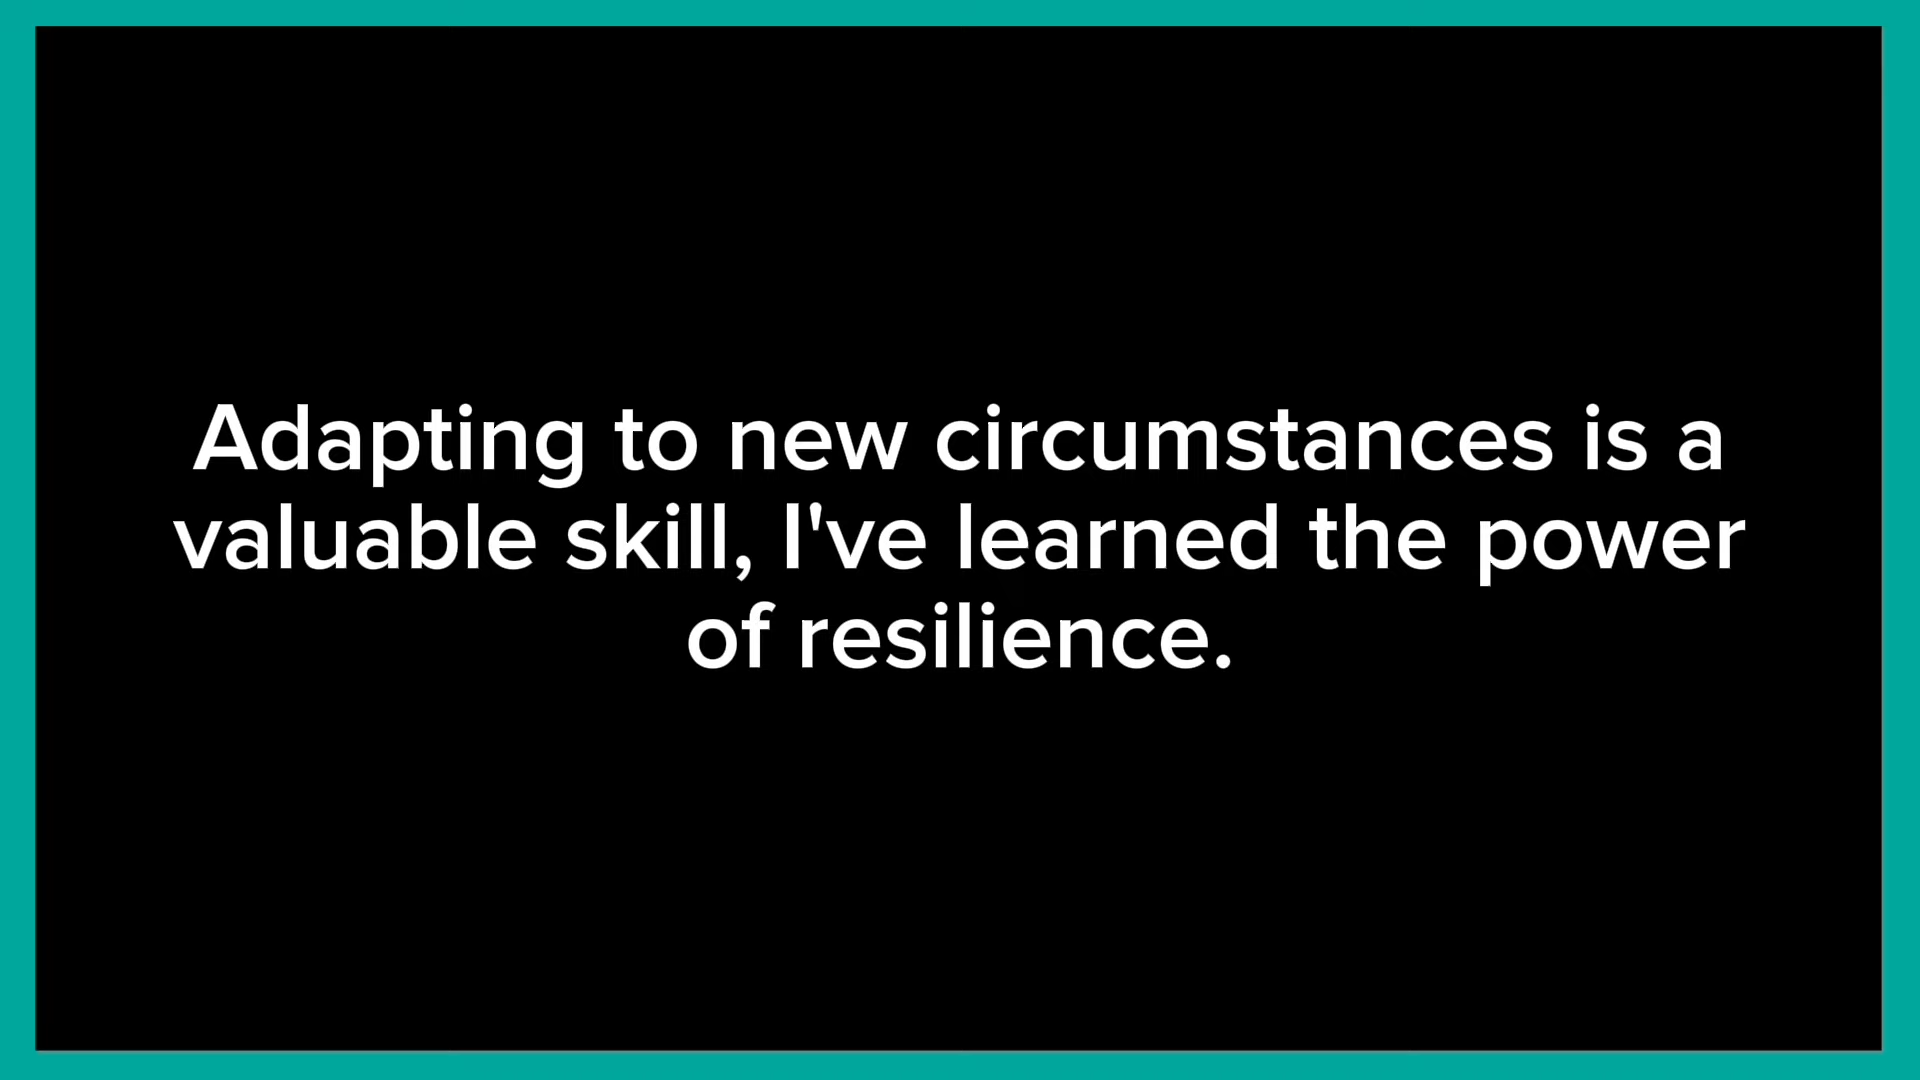 Adapting to new circumstances is a
valuable skill, I've learned the power
of resilience.